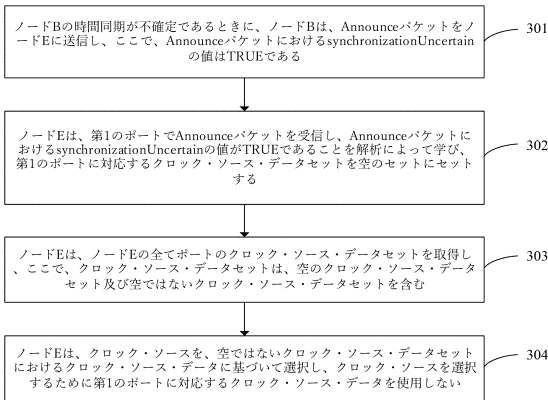 ノードBの時間同期が不確定であるときに、ノードBは、Announceパケットをノ
ードEに送信し、ここで、AnnounceパケットにおけるsynchronizationUncertain
の値はTRUEである
301
ノードEは、第1のポートでAnnounceパケットを受信し、Announceパケットに
おけるsynchronizationUncertainの値がTRUEであることを解析によって学び、
第1のポートに対応するクロック・ソース・データセットを空のセットにセット
する
302
ノードEは、ノードEの全てポートのクロック・ソース・データセットを取得し
、ここで、クロック・ソース・データセットは、空のクロック・ソース・データ
セット及び空ではないクロック・ソース・データセットを含む
303
ノードEは、クロック・ソースを、空ではないクロック・ソース・データセット
におけるクロック・ソース・データに基づいて選択し、クロック・ソースを選択
するために第1のポートに対応するクロック・ソース・データを使用しない
304